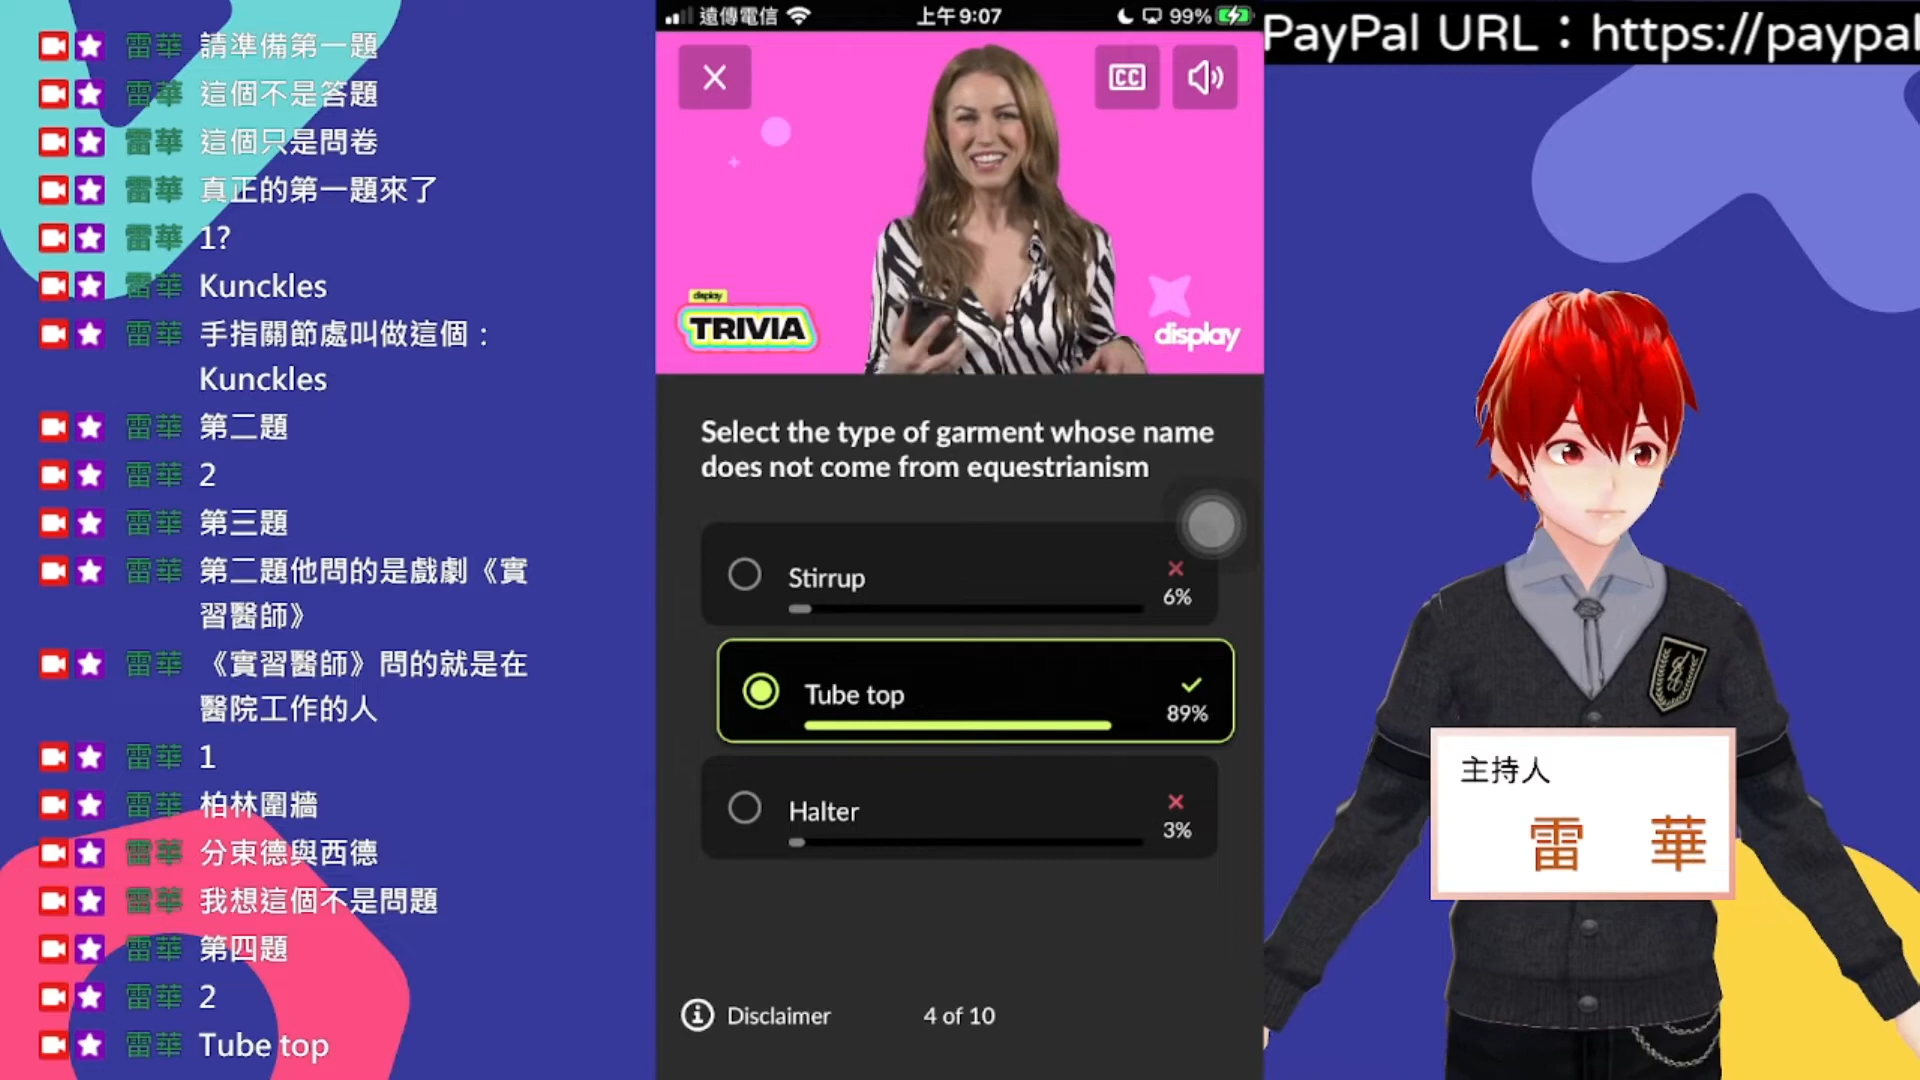 雷華 請準備第一題
雷華 這個不是答題
雷華 這個只是問卷
雷華 真正的第一題來了
雷華 1?
雷華 Kunckles
雷華 手指關節處叫做這個：
Kunckles
雷華 第二題
雷華 2
雷華 第三題
雷華 第二題他問的是戲劇《實
習醫師》
雷華 《實習醫師》問的就是在
醫院工作的人
雷華 1
雷華 柏林圍牆
雷華 分東德與西德
雷華 我想這個不是問題
雷華 第四題
雷華 2
雷華 Tube top
遠傳電信 上午9:07 99%
CC
display
TRIVIA
display
Select the type of garment whose name
does not come from equestrianism
Stirrup
6%
Tube top
89%
Halter
3%
Disclaimer 4 of 10
PayPal URL：https://paypal
主持人
雷 華